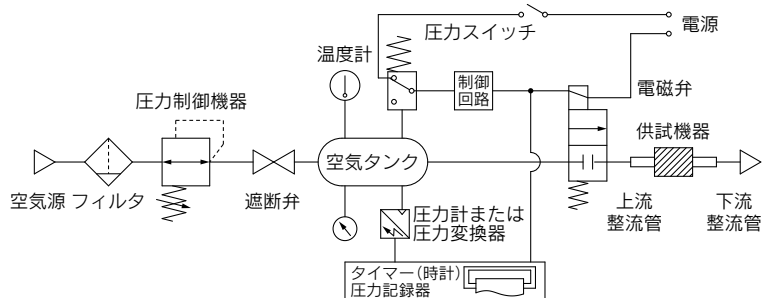 圧力スイッチ
電源
温度計
制御
回路
電磁弁
圧力制御機器
供試機器
空気タンク
空気源
フィルタ
遮断弁
上流
整流管
下流
整流管
圧力計または
圧力変換器
タイマー(時計)
圧力記録器